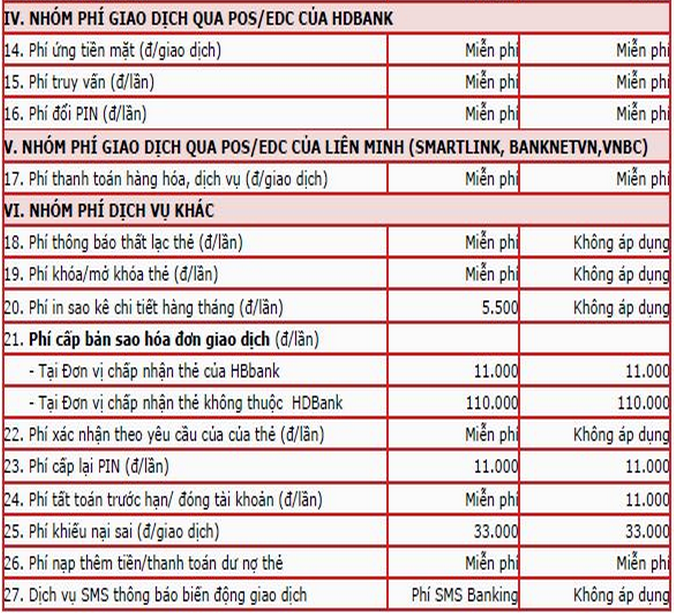 IV. NHÓM PHÍ GIAO DỊCH QUA POS/EDC CỦA HDBANK
14. Phí ứng tiền mặt (đ/giao dịch) Miễn phí Miễn phí
15. Phí truy vấn (đ/lần) Miễn phí Miễn phí
16. Phí đổi PIN (đ/lần) Miễn phí Miễn phí
V. NHÓM PHÍ GIAO DỊCH QUA POS/EDC CỦA LIÊN MINH (SMARTLINK, BANKNETVN,VNBC)
17. Phí thanh toán hàng hóa, dịch vụ (đ/giao dịch) Miễn phí Miễn phí
VI. NHÓM PHÍ DỊCH VỤ KHÁC
18. Phí thông báo thất lạc thẻ (đ/lần) Miễn phí Không áp dụng
19. Phí khóa/mở khóa thẻ (đ/lần) Miễn phí Không áp dụng
20. Phí in sao kê chi tiết hàng tháng (đ/lần) 5.500 Không áp dụng
21. Phí cấp bản sao hóa đơn giao dịch (đ/lần)
- Tại Đơn vị chấp nhận thẻ của HBbank 11.000 11.000
- Tại Đơn vị chấp nhận thẻ không thuộc HDBank 110.000 110.000
22. Phí xác nhận theo yêu cầu của của thẻ (đ/lần) Miễn phí Không áp dụng
23. Phí cấp lại PIN (đ/lần) 11.000 11.000
24. Phí tất toán trước hạn/ đóng tài khoản (đ/lần) Miễn phí 11.000
25. Phí khiếu nại sai (đ/giao dịch) 33.000 33.000
26. Phí nạp thêm tiền/thanh toán dư nợ thẻ Miễn phí Miễn phí
27. Dịch vụ SMS thông báo biến động giao dịch Phí SMS Banking Không áp dụng